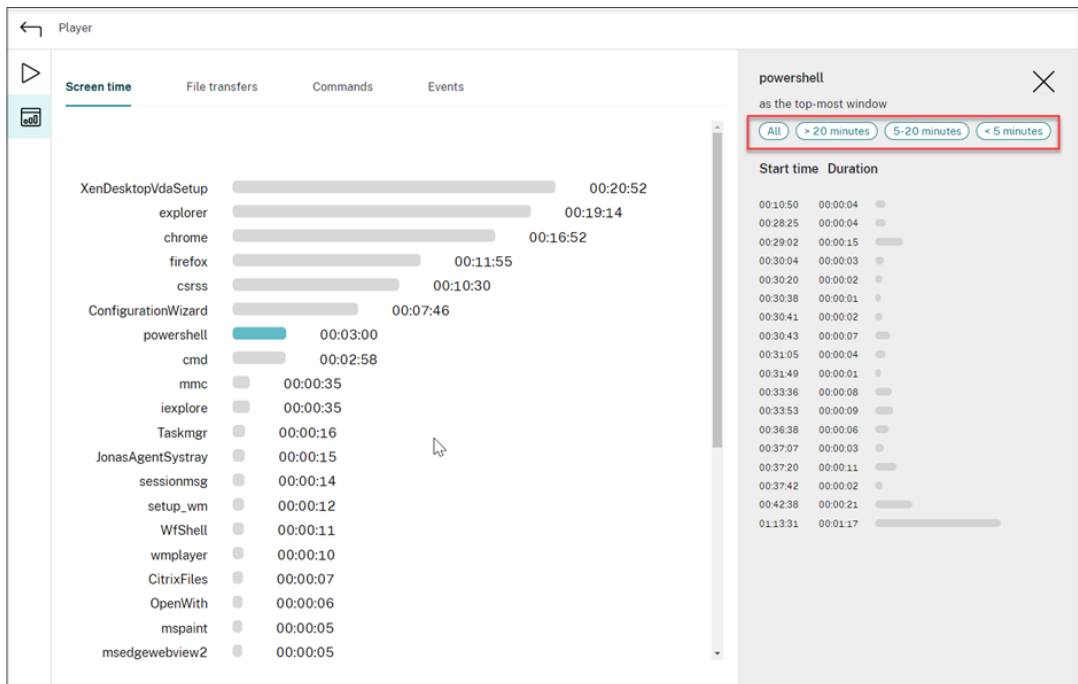 Player
Screen time File transfers Commands Events
XenDesktopVdaSetup 00:20:52
explorer 00:19:14
chrome 00:16:52
firefox 00:11:55
csrss 00:10:30
ConfigurationWizard 00:07:46
powershell 00:03:00
cmd 00:02:58
mmc 00:00:35
iexplore 00:00:35
Taskmgr 00:00:16
JonasAgentSystray 00:00:15
sessionmsg 00:00:14
setup_wm 00:00:12
WfShell 00:00:11
wmplayer 00:00:10
CitrixFiles 00:00:07
OpenWith 00:00:06
mspaint 00:00:05
msedgewebview2 00:00:05
powershell
as the top-most window
All > 20 minutes 5-20 minutes < 5 minutes
Start time Duration
00:10:50 00:00:04
00:28:25 00:00:04
00:29:02 00:00:15
00:30:04 00:00:03
00:30:20 00:00:02
00:30:38 00:00:01
00:30:41 00:00:02
00:30:43 00:00:07
00:31:05 00:00:04
00:31:49 00:00:01
00:33:36 00:00:08
00:33:53 00:00:09
00:36:38 00:00:06
00:37:07 00:00:03
00:37:20 00:00:11
00:37:42 00:00:02
00:42:38 00:00:21
01:13:31 00:01:17